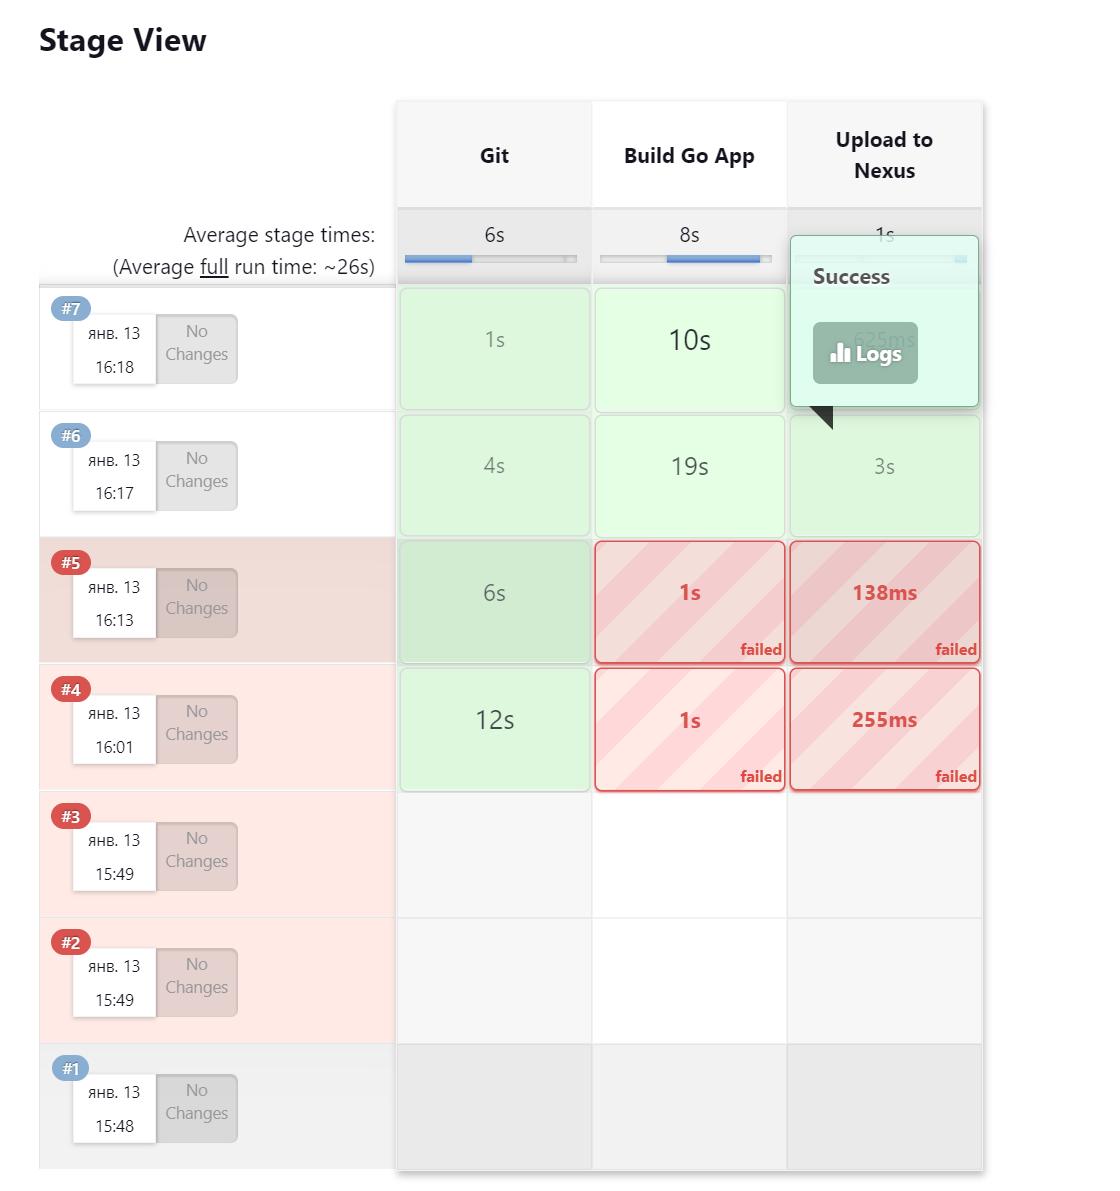 Stage View
Git
Build Go App
Upload to
Nexus
Average stage times:
(Average full run time: ~26s)
6s
8s
1s
Success
Logs
#7
янв. 13
16:18
No
Changes
1s
10s
625ms
#6
янв. 13
16:17
No
Changes
4s
19s
3s
#5
янв. 13
16:13
No
Changes
6s
1s
failed
138ms
failed
#4
янв. 13
16:01
No
Changes
12s
1s
failed
255ms
failed
#3
янв. 13
15:49
No
Changes
#2
янв. 13
15:49
No
Changes
#1
янв. 13
15:48
No
Changes